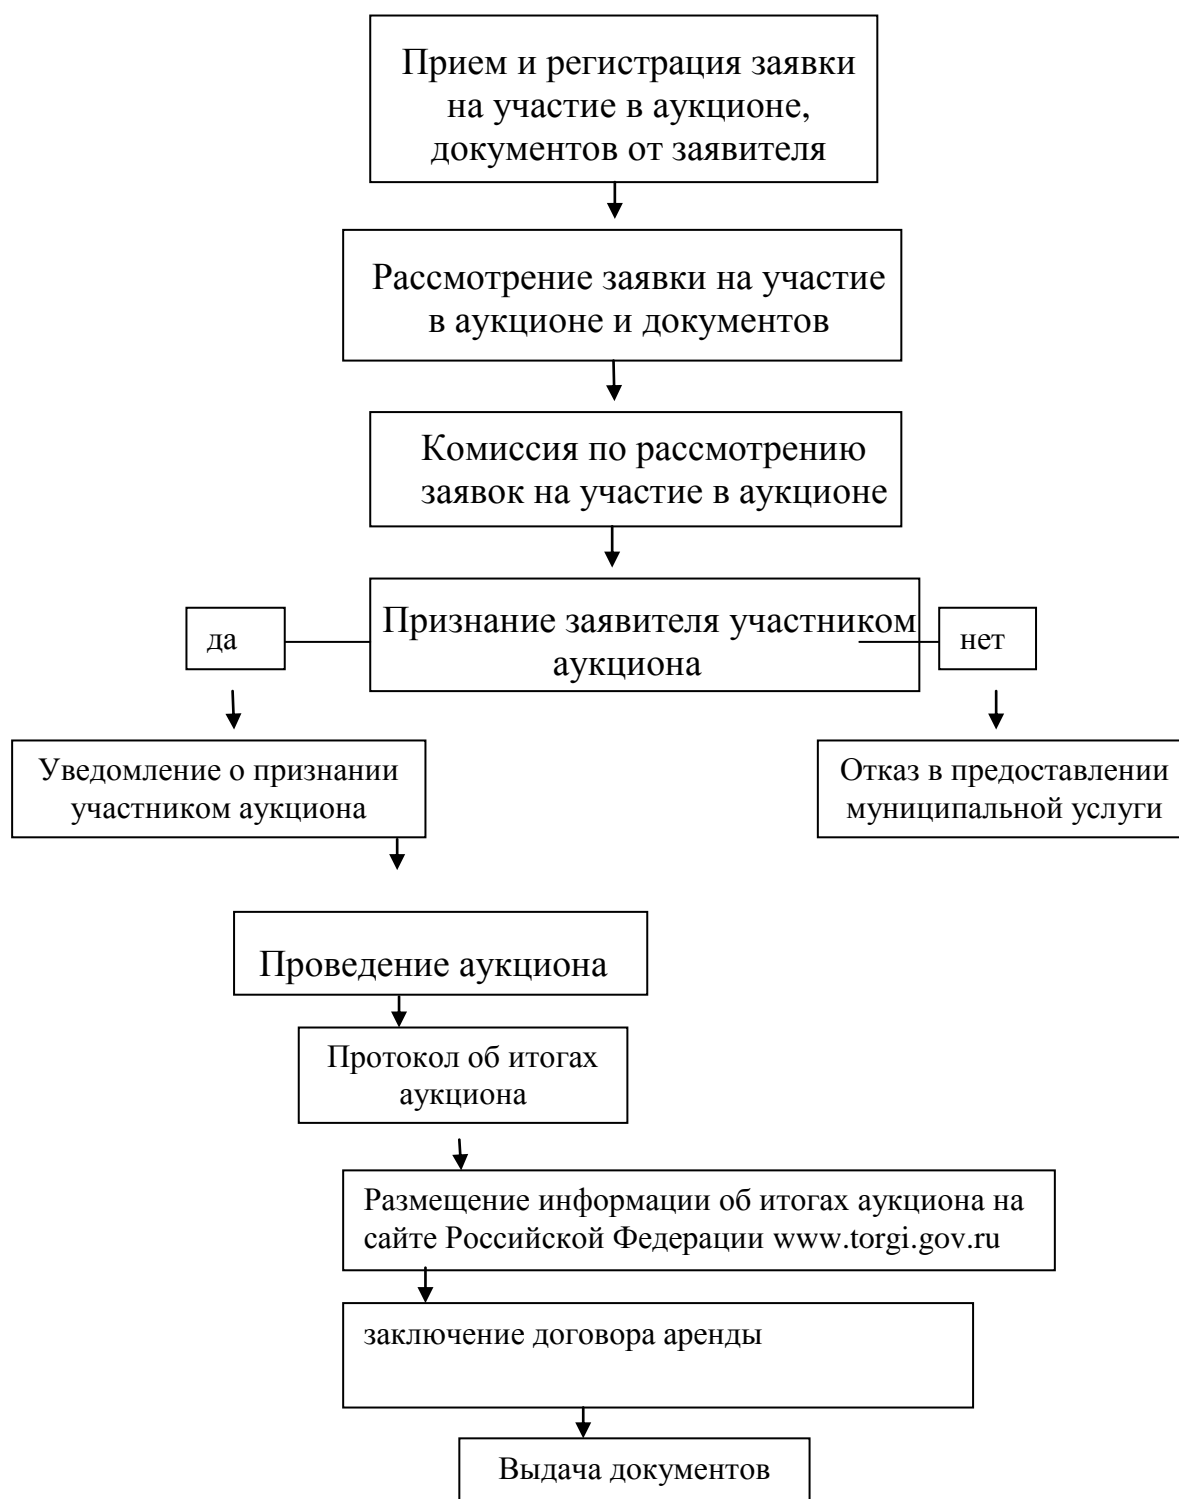 Прием и регистрация заявки
на участие в аукционе,
документов от заявителя
Рассмотрение заявки на участие
в аукционе и документов
Комиссия по рассмотрению
заявок на участие в аукционе
да
Признание заявителя участником
аукциона
нет
Уведомление о признании
участником аукциона
Отказ в предоставлении
муниципальной услуги
Проведение аукциона
Протокол об итогах
аукциона
Размещение информации об итогах аукциона на
сайте Российской Федерации www.torgi.gov.ru
заключение договора аренды
Выдача документов